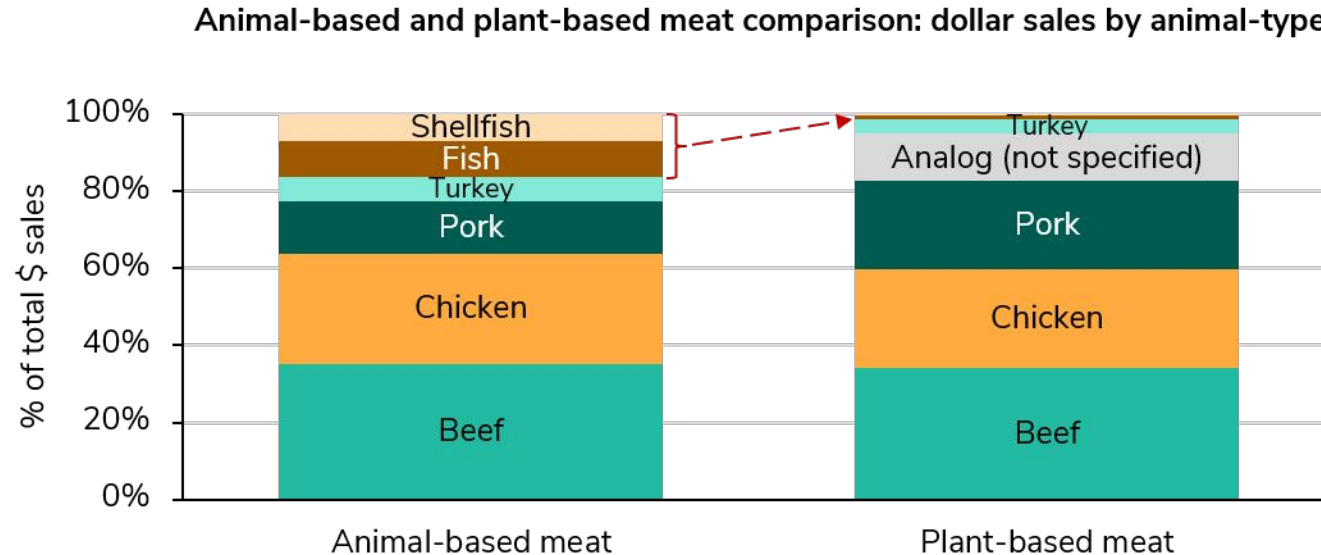 Animal-based and plant-based meat comparison: dollar sales by animal-type
% of total $ sales
100%
80%
60%
40%
20%
0%
Shellfish
Fish
Turkey
Pork
Chicken
Beef
Turkey
Analog (not specified)
Pork
Chicken
Beef
Animal-based meat
Plant-based meat